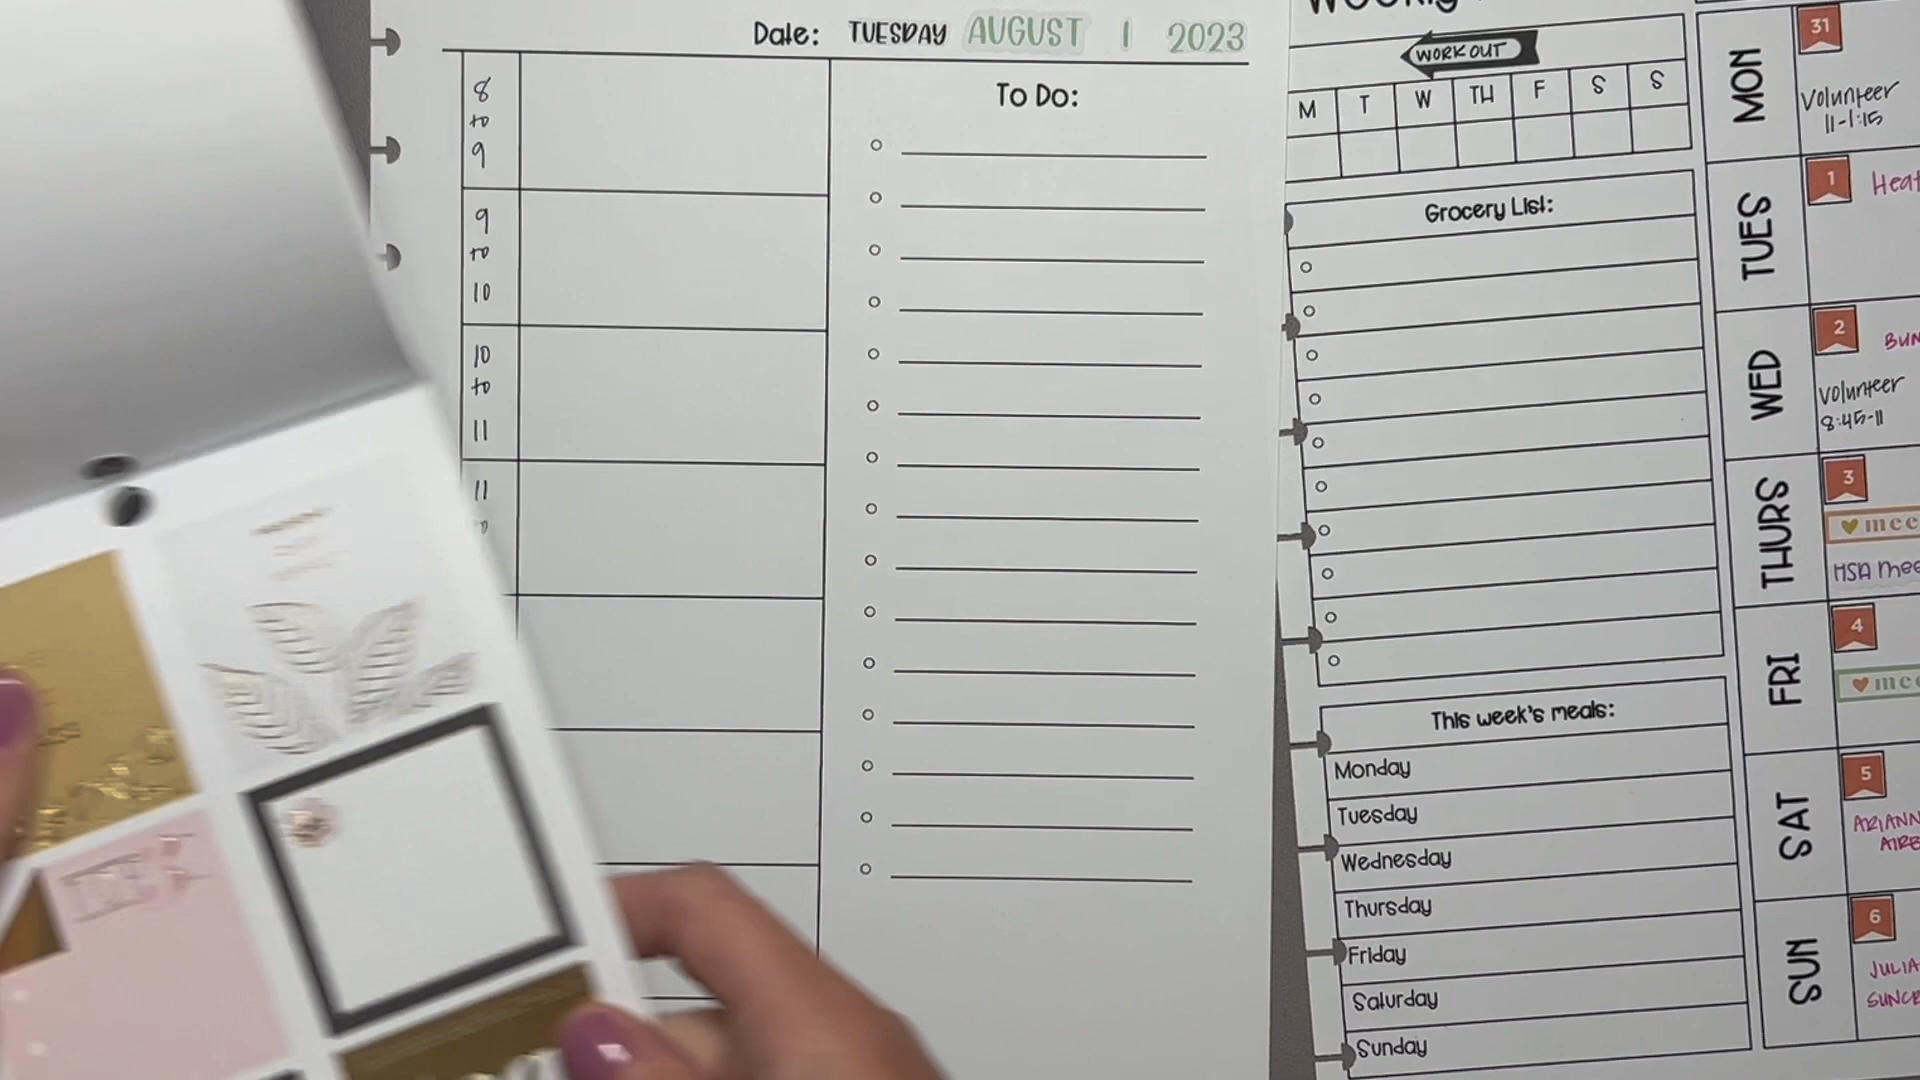 Date: TUESDAY AUGUST 1 2023
8
to
9
9
to
10
10
to
11
11
To Do:
WORK OUT
M T W TH F S S
Grocery List:
This week's meals:
Monday
Tuesday
Wednesday
Thursday
Friday
Saturday
Sunday
MON
31
Volunteer
11-1:15
TUES
1
WED
2
Volunteer
8:45-11
THURS
3
HSA
FRI
4
SAT
5
SUN
6